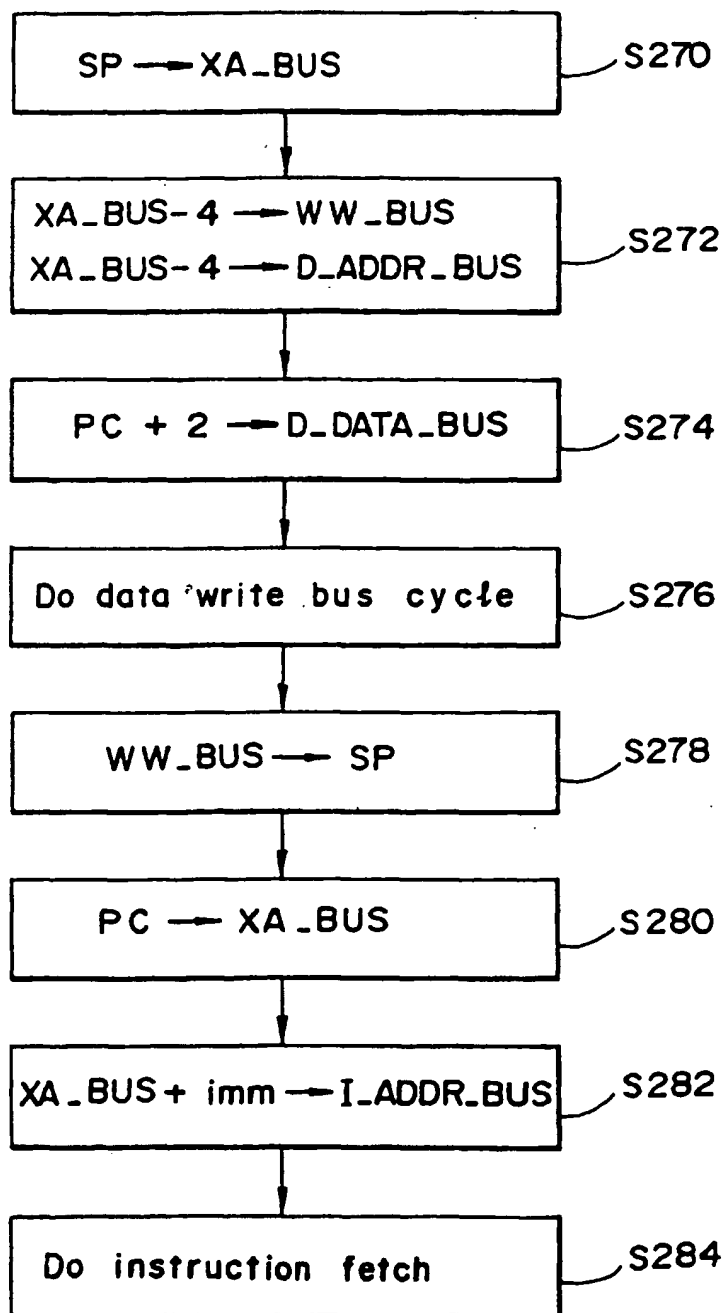 SP → XA_BUS
S270
XA_BUS-4 → WW_BUS
XA_BUS-4 → D_ADDR_BUS
S272
PC + 2 → D_DATA_BUS
S274
Do data write bus cycle
S276
WW_BUS → SP
S278
PC → XA_BUS
S280
XA_BUS + imm → I_ADDR_BUS
S282
Do instruction fetch
S284